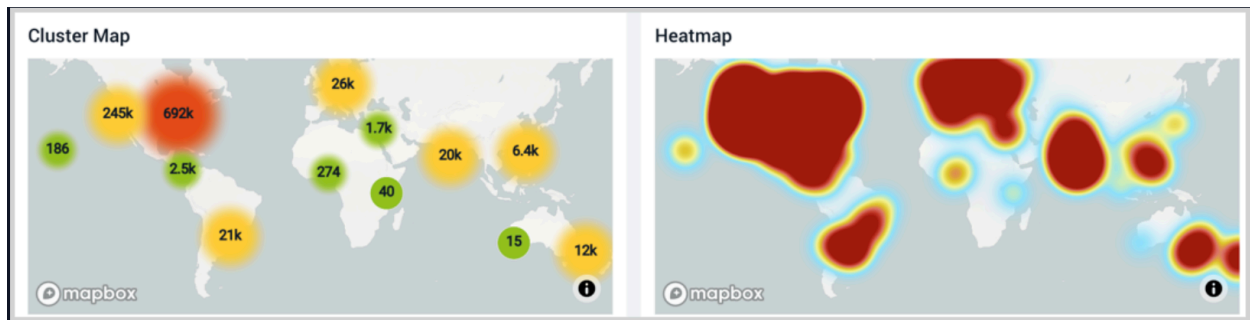 Cluster Map
26k
245k
692k
1.7k
186
20k
6.4k
2.5k
274
40
21k
15
12k
mapbox
Heatmap
mapbox